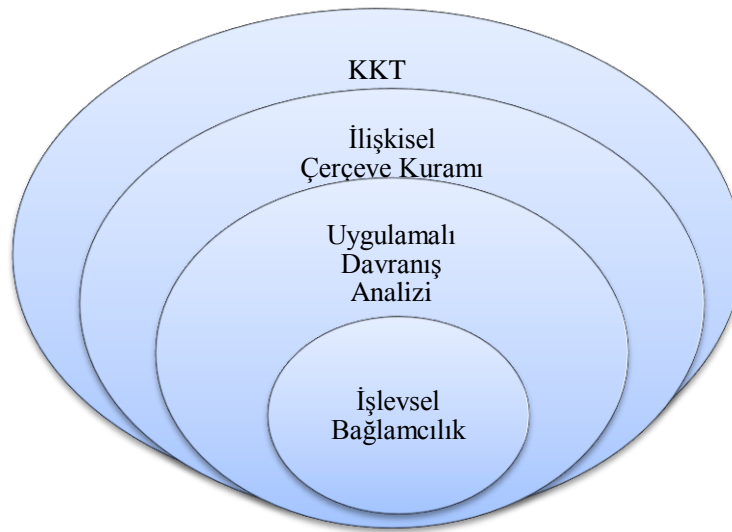 KKT
İlişkisel
Çerçeve Kuramı
Uygulamalı
Davranış
Analizi
İşlevsel
Bağlamcılık